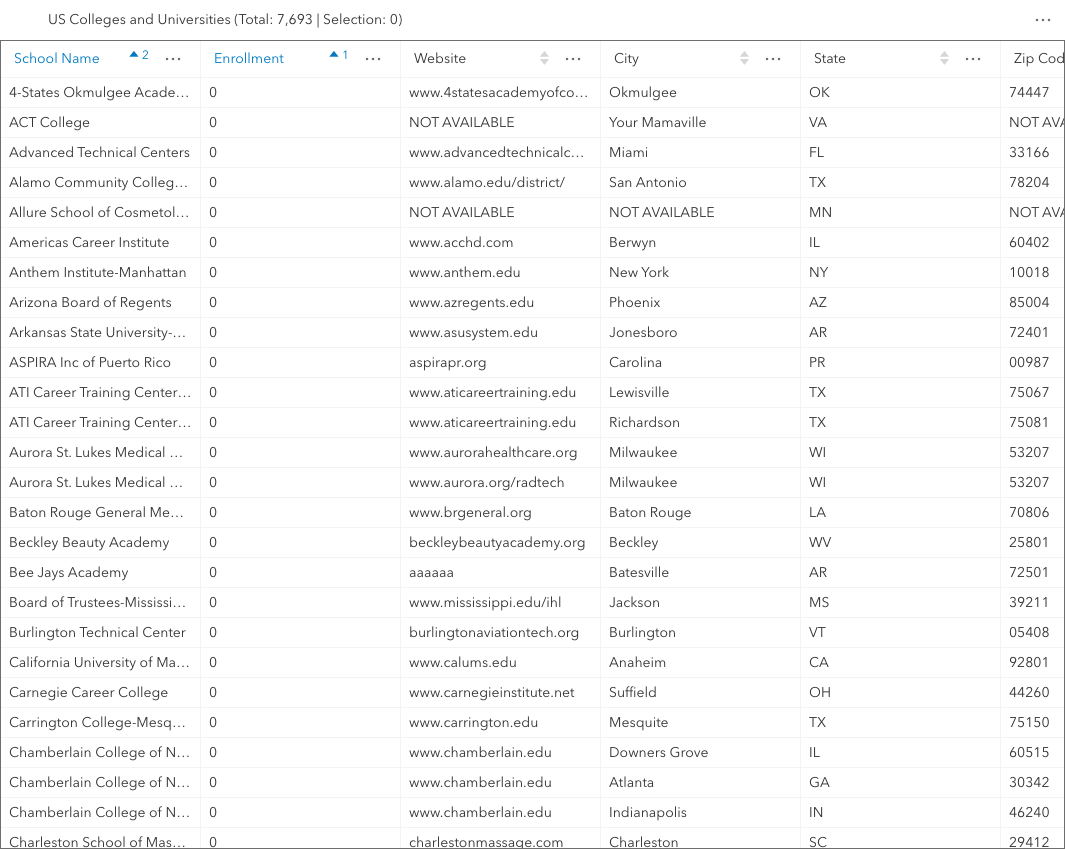 US Colleges and Universities (Total: 7,693 | Selection: 0)
School Name 2 Enrollment 1 Website City State Zip Cod
4-States Okmulgee Acade… 0 www.4statesacademyofco… Okmulgee OK 74447
ACT College 0 NOT AVAILABLE Your Mamaville VA NOT AVA
Advanced Technical Centers 0 www.advancedtechnicalc… Miami FL 33166
Alamo Community Colleg… 0 www.alamo.edu/district/ San Antonio TX 78204
Allure School of Cosmetol… 0 NOT AVAILABLE NOT AVAILABLE MN NOT AVA
Americas Career Institute 0 www.acchd.com Berwyn IL 60402
Anthem Institute-Manhattan 0 www.anthem.edu New York NY 10018
Arizona Board of Regents 0 www.azregents.edu Phoenix AZ 85004
Arkansas State University-… 0 www.asusystem.edu Jonesboro AR 72401
ASPIRA Inc of Puerto Rico 0 aspirapr.org Carolina PR 00987
ATI Career Training Center… 0 www.aticareertraining.edu Lewisville TX 75067
ATI Career Training Center… 0 www.aticareertraining.edu Richardson TX 75081
Aurora St. Lukes Medical … 0 www.aurorahealthcare.org Milwaukee WI 53207
Aurora St. Lukes Medical … 0 www.aurora.org/radtech Milwaukee WI 53207
Baton Rouge General Me… 0 www.brgeneral.org Baton Rouge LA 70806
Beckley Beauty Academy 0 beckleybeautyacademy.org Beckley WV 25801
Bee Jays Academy 0 aaaaaa Batesville AR 72501
Board of Trustees-Mississi… 0 www.mississippi.edu/ihl Jackson MS 39211
Burlington Technical Center 0 burlingtonaviationtech.org Burlington VT 05408
California University of Ma… 0 www.calums.edu Anaheim CA 92801
Carnegie Career College 0 www.carnegieinstitute.net Suffield OH 44260
Carrington College-Mesq… 0 www.carrington.edu Mesquite TX 75150
Chamberlain College of N… 0 www.chamberlain.edu Downers Grove IL 60515
Chamberlain College of N… 0 www.chamberlain.edu Atlanta GA 30342
Chamberlain College of N… 0 www.chamberlain.edu Indianapolis IN 46240
Charleston School of Mas… 0 charlestonmassage.com Charleston SC 29412